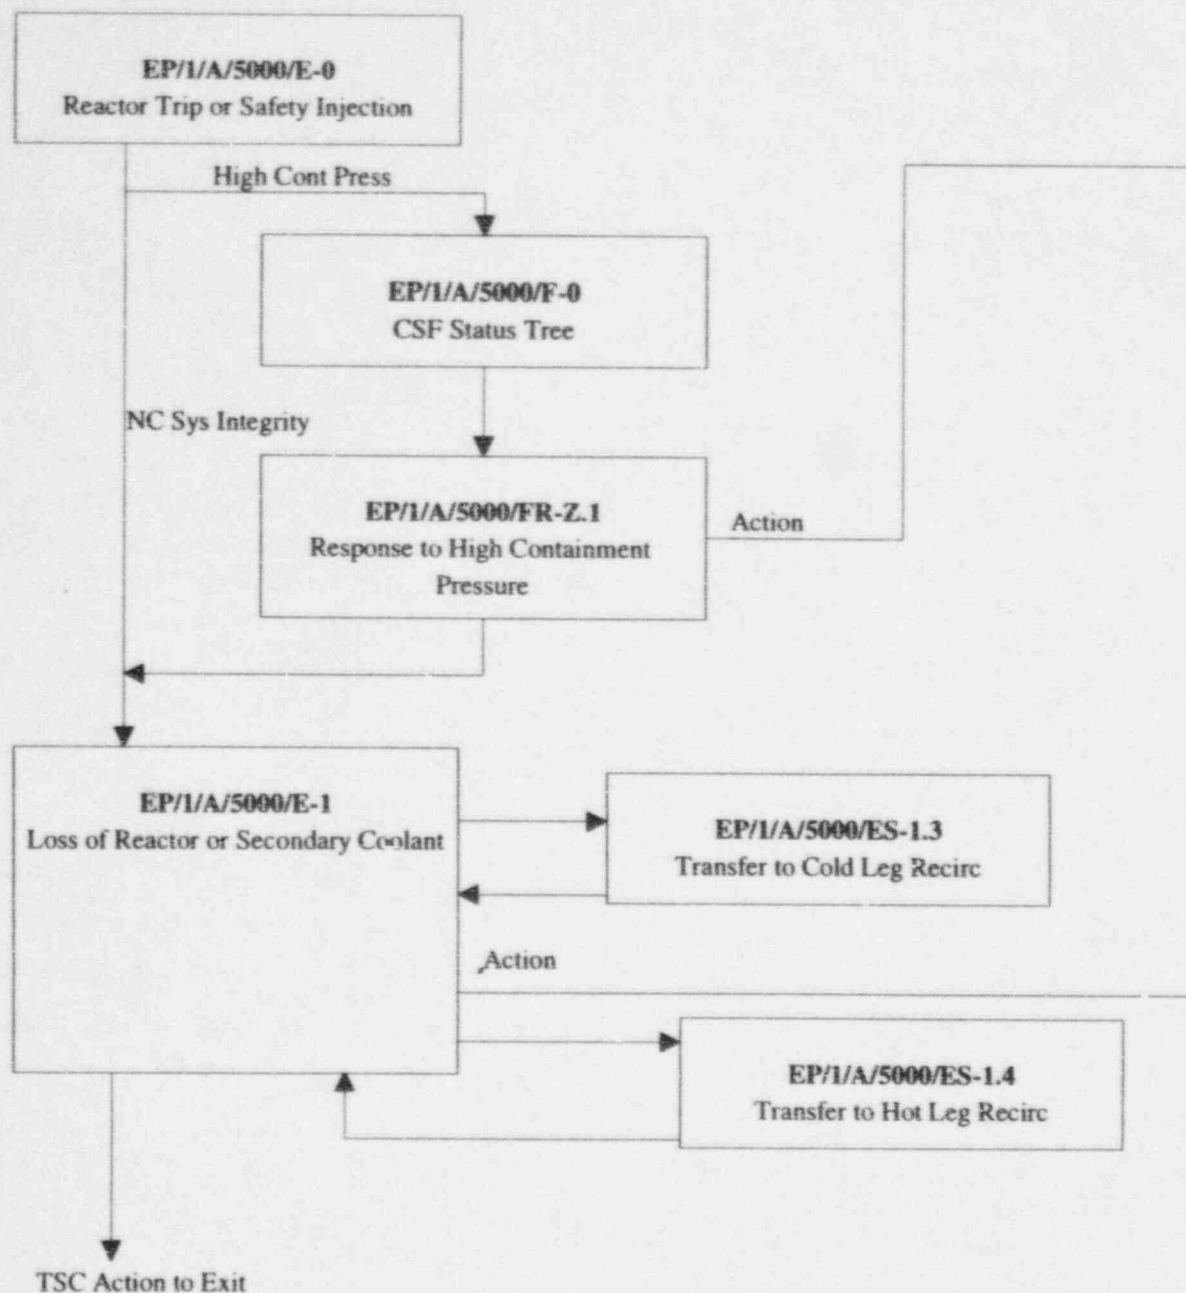 EP/1/A/5000/E-0
Reactor Trip or Safety Injection
High Cont Press
EP/1/A/5000/F-0
CSF Status Tree
NC Sys Integrity
EP/1/A/5000/FR-Z.1
Response to High Containment
Pressure
Action
EP/1/A/5000/E-1
Loss of Reactor or Secondary Coolant
EP/1/A/5000/ES-1.3
Transfer to Cold Leg Recirc
Action
EP/1/A/5000/ES-1.4
Transfer to Hot Leg Recirc
TSC Action to Exit